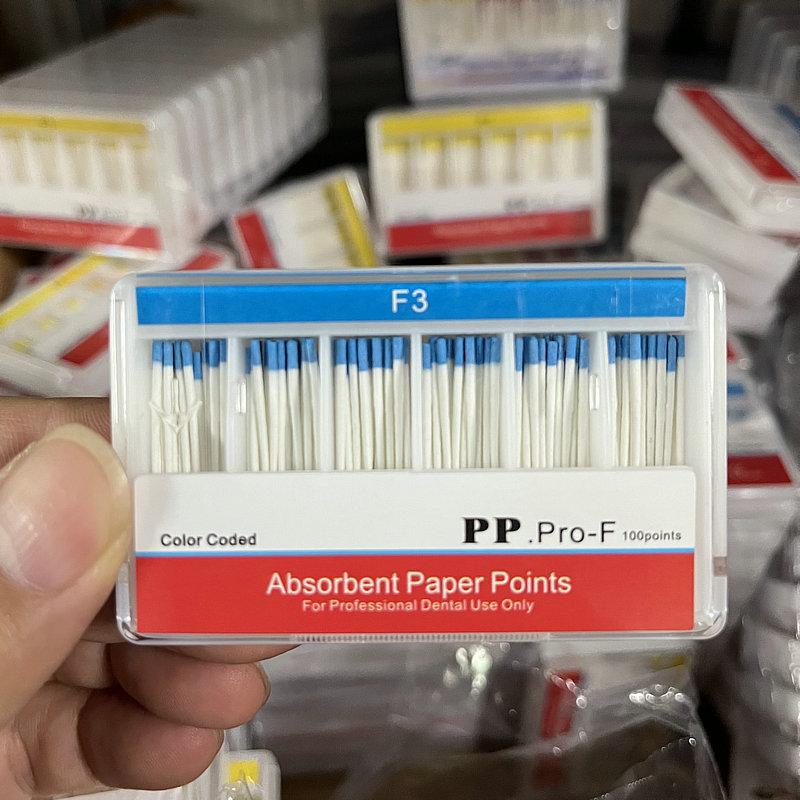 F3
Color Coded
PP .Pro-F 100points
Absorbent Paper Points
For Professional Dental Use Only